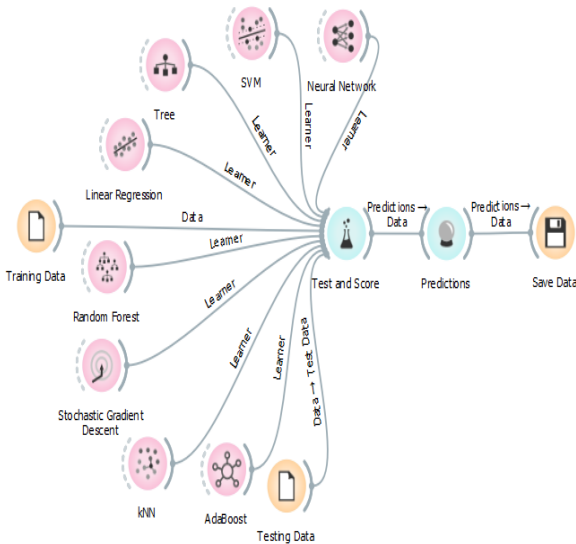 SVM
Neural Network
Tree
Learner
Learner
Learner
Linear Regression
Learner
Predictions →
Data
Predictions →
Data
Data
Learner
Training Data
Test and Score
Predictions
Save Data
Random Forest
Learner
Learner
Learner
Data → Test Data
Stochastic Gradient
Descent
kNN
AdaBoost
Testing Data